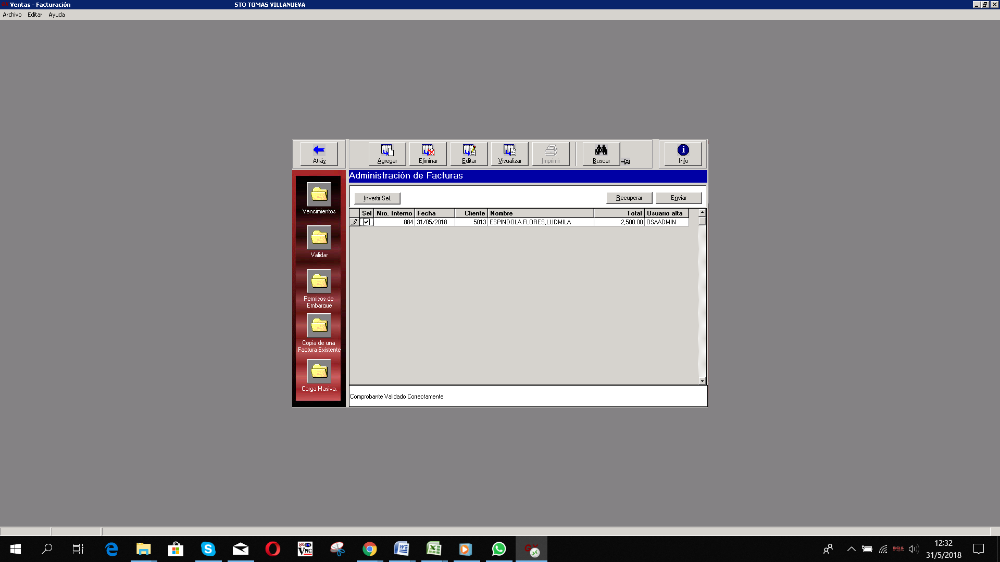 Ventas - Facturación STO TOMAS VILLANUEVA
Archivo Editar Ayuda
Atrás Agregar Eliminar Editar Visualizar Imprimir Buscar Info
Administración de Facturas
Invertir Sel. Recuperar Enviar
Sel Nro. Interno Fecha Cliente Nombre Total Usuario alta
884 31/05/2018 5013 ESPINDOLA FLORES,LUDMILA 2,500.00 OSAADMIN
Vencimientos
Validar
Permisos de
Embarque
Copia de una
Factura Existente
Carga Masiva.
Comprobante Validado Correctamente
12:32
31/5/2018